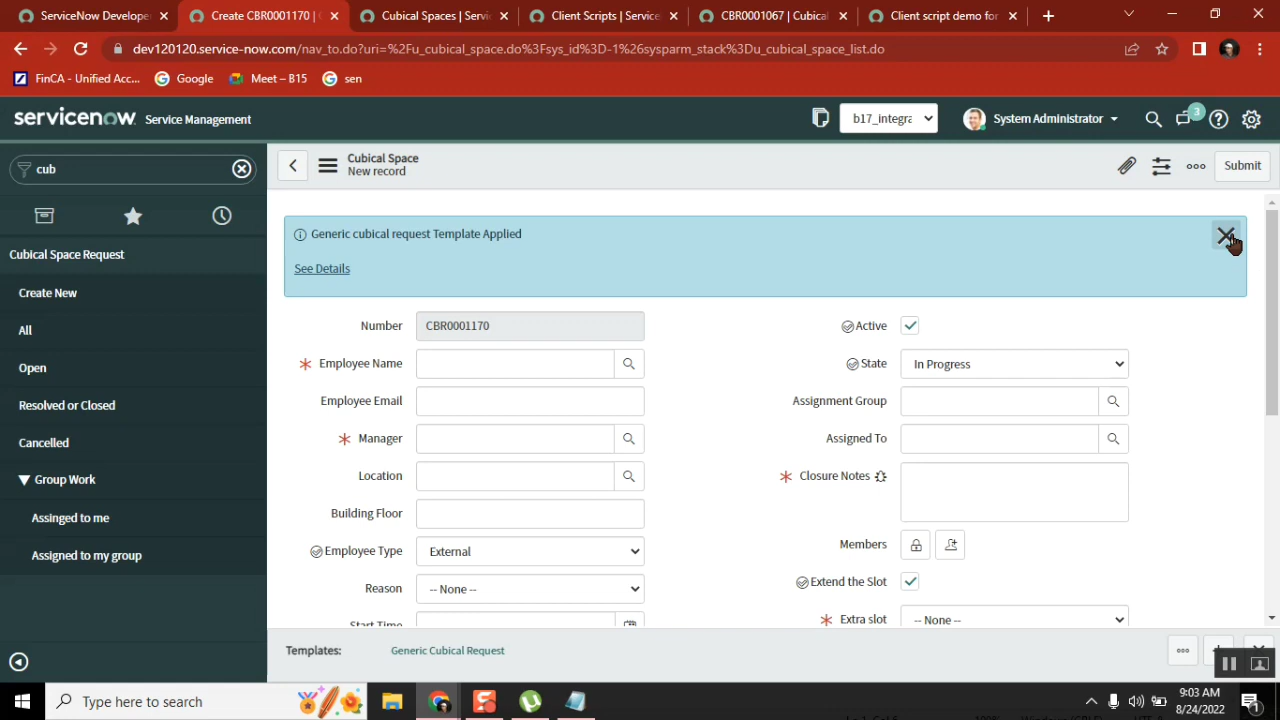 ServiceNow Develope
Create CBR0001170 | (
Cubical Spaces | Servi
Client Scripts | Service
CBR0001067 | Cubical
Client script demo for
dev120120.service-now.com/nav_to.do?uri=%2Fu_cubical_space.do%3Fsys_id%3D-1%26sysparm_stack%3Du_cubical_space_list.do
FinCA - Unified Acc...
Google
Meet – B15
sen
servicenow
Service Management
b17_integra
System Administrator
3
cub
Cubical Space
New record
Submit
Cubical Space Request
Create New
All
Open
Resolved or Closed
Cancelled
Group Work
Assinged to me
Assigned to my group
Generic cubical request Template Applied
See Details
Number
CBR0001170
Active
Employee Name
State
In Progress
Employee Email
Assignment Group
Manager
Assigned To
Location
Closure Notes
Building Floor
Members
Employee Type
External
Extend the Slot
Reason
-- None --
Start Time
Extra slot
-- None --
Templates:
Generic Cubical Request
Type here to search
9:03 AM
8/24/2022
1